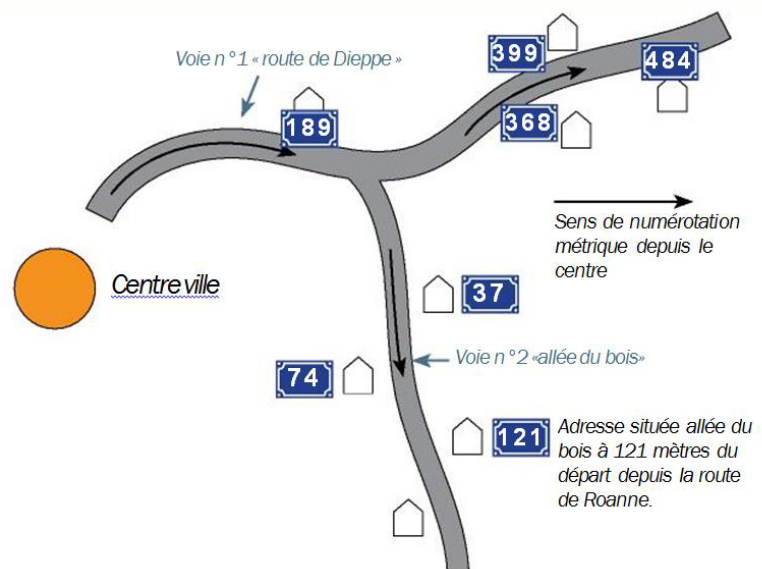 Voie n°1 « route de Dieppe »
399
484
189
368
Sens de numérotation
métrique depuis le
centre
Centre ville
37
Voie n°2 «allée du bois»
74
121
Adresse située allée du
bois à 121 mètres du
départ depuis la route
de Roanne.